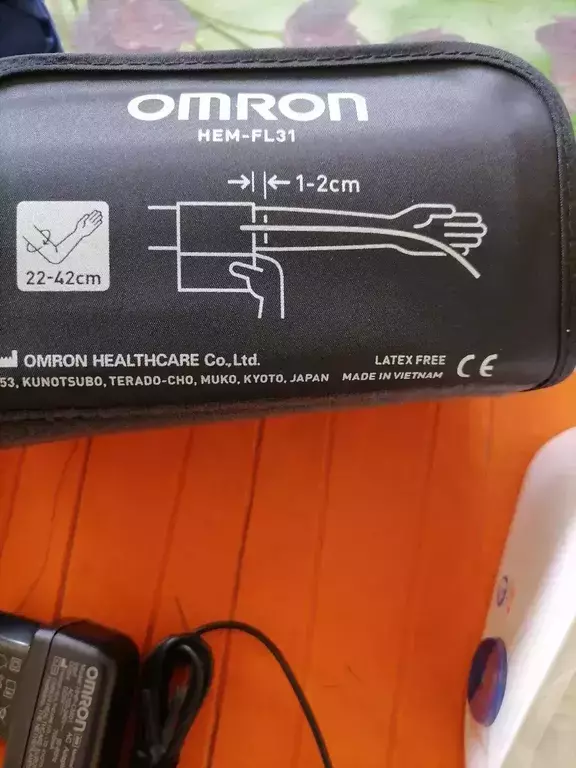 OMRON
HEM-FL31
1-2cm
22-42cm
OMRON HEALTHCARE Co.,Ltd.
53, KUNOTSUBO, TERADO-CHO, MUKO, KYOTO, JAPAN
LATEX FREE
MADE IN VIETNAM
CE
OMRON